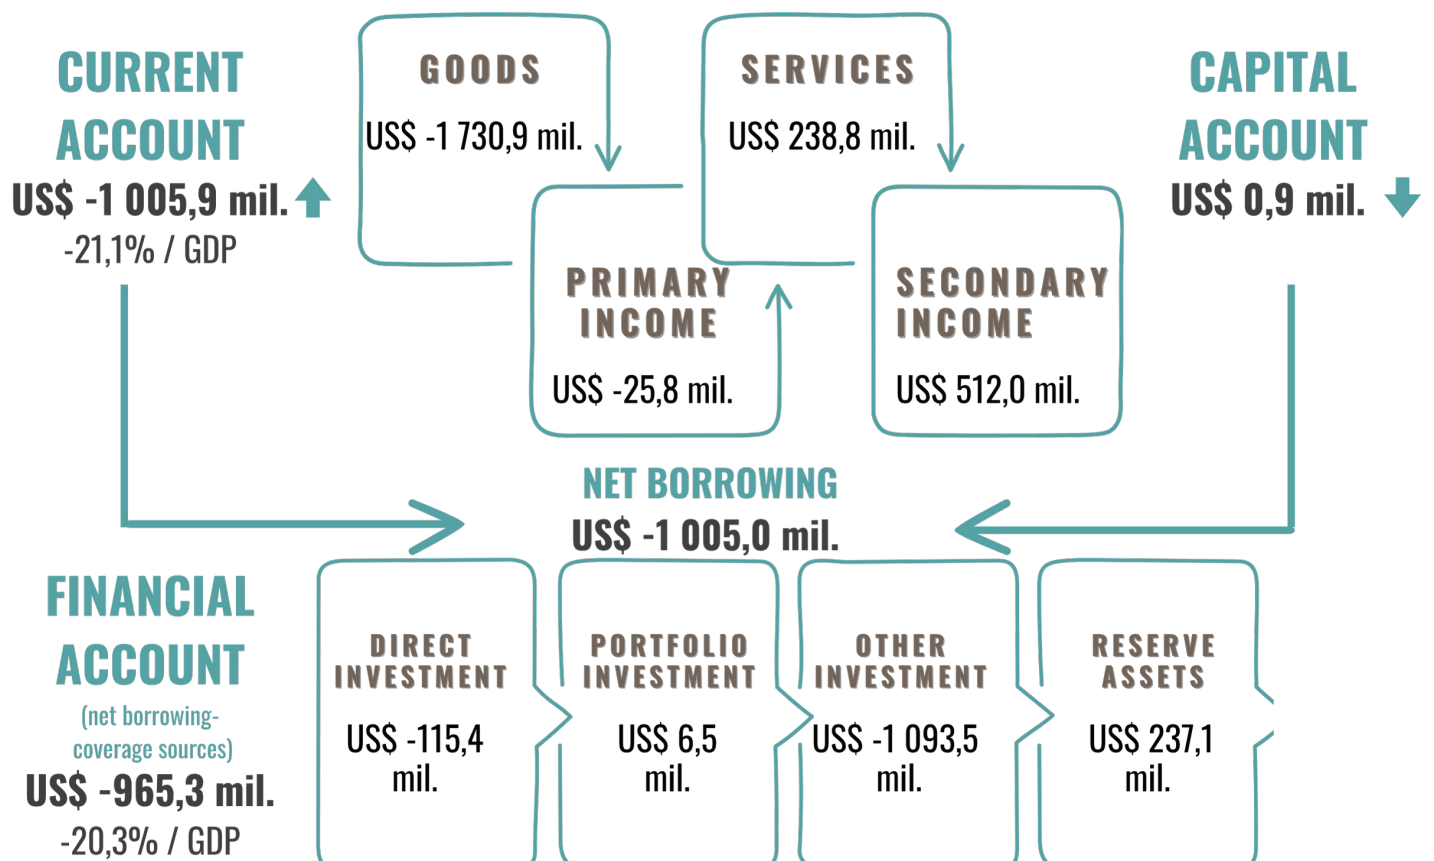 CURRENT
ACCOUNT
US$ -1 005,9 mil.
-21,1% / GDP
GOODS
US$ -1 730,9 mil.
SERVICES
US$ 238,8 mil.
CAPITAL
ACCOUNT
US$ 0,9 mil.
PRIMARY
INCOME
US$ -25,8 mil.
SECONDARY
INCOME
US$ 512,0 mil.
NET BORROWING
US$ -1 005,0 mil.
FINANCIAL
ACCOUNT
(net borrowing-
coverage sources)
US$ -965,3 mil.
-20,3% / GDP
DIRECT
INVESTMENT
US$ -115,4
mil.
PORTFOLIO
INVESTMENT
US$ 6,5
mil.
OTHER
INVESTMENT
US$ -1 093,5
mil.
RESERVE
ASSETS
US$ 237,1
mil.